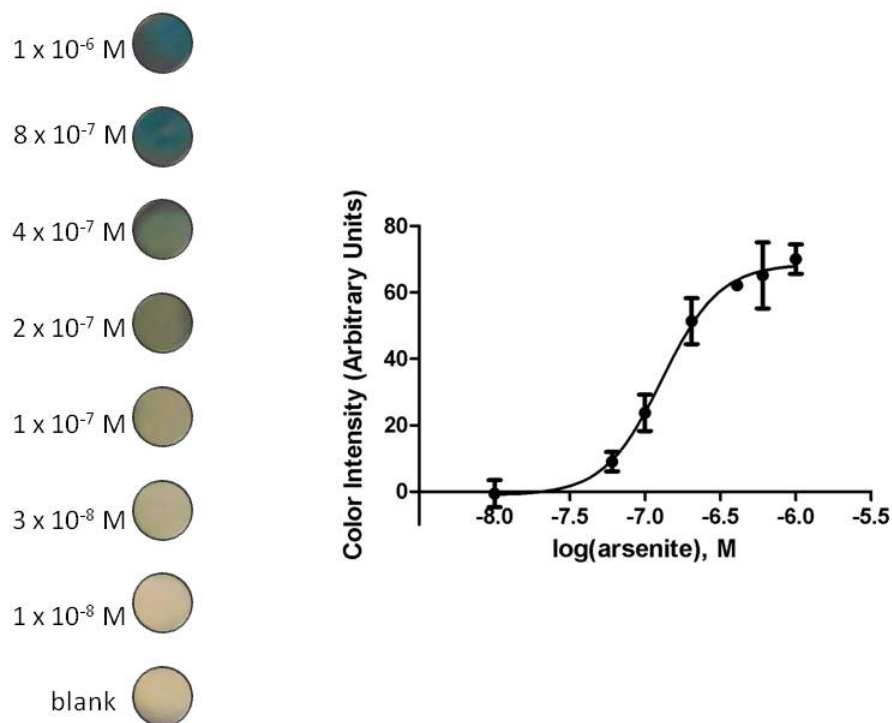 1 x 10⁻⁶ M
8 x 10⁻⁷ M
4 x 10⁻⁷ M
2 x 10⁻⁷ M
1 x 10⁻⁷ M
3 x 10⁻⁸ M
1 x 10⁻⁸ M
blank
Color Intensity (Arbitrary Units)
80
60
40
20
0
-8.0 -7.5 -7.0 -6.5 -6.0 -5.5
log(arsenite), M